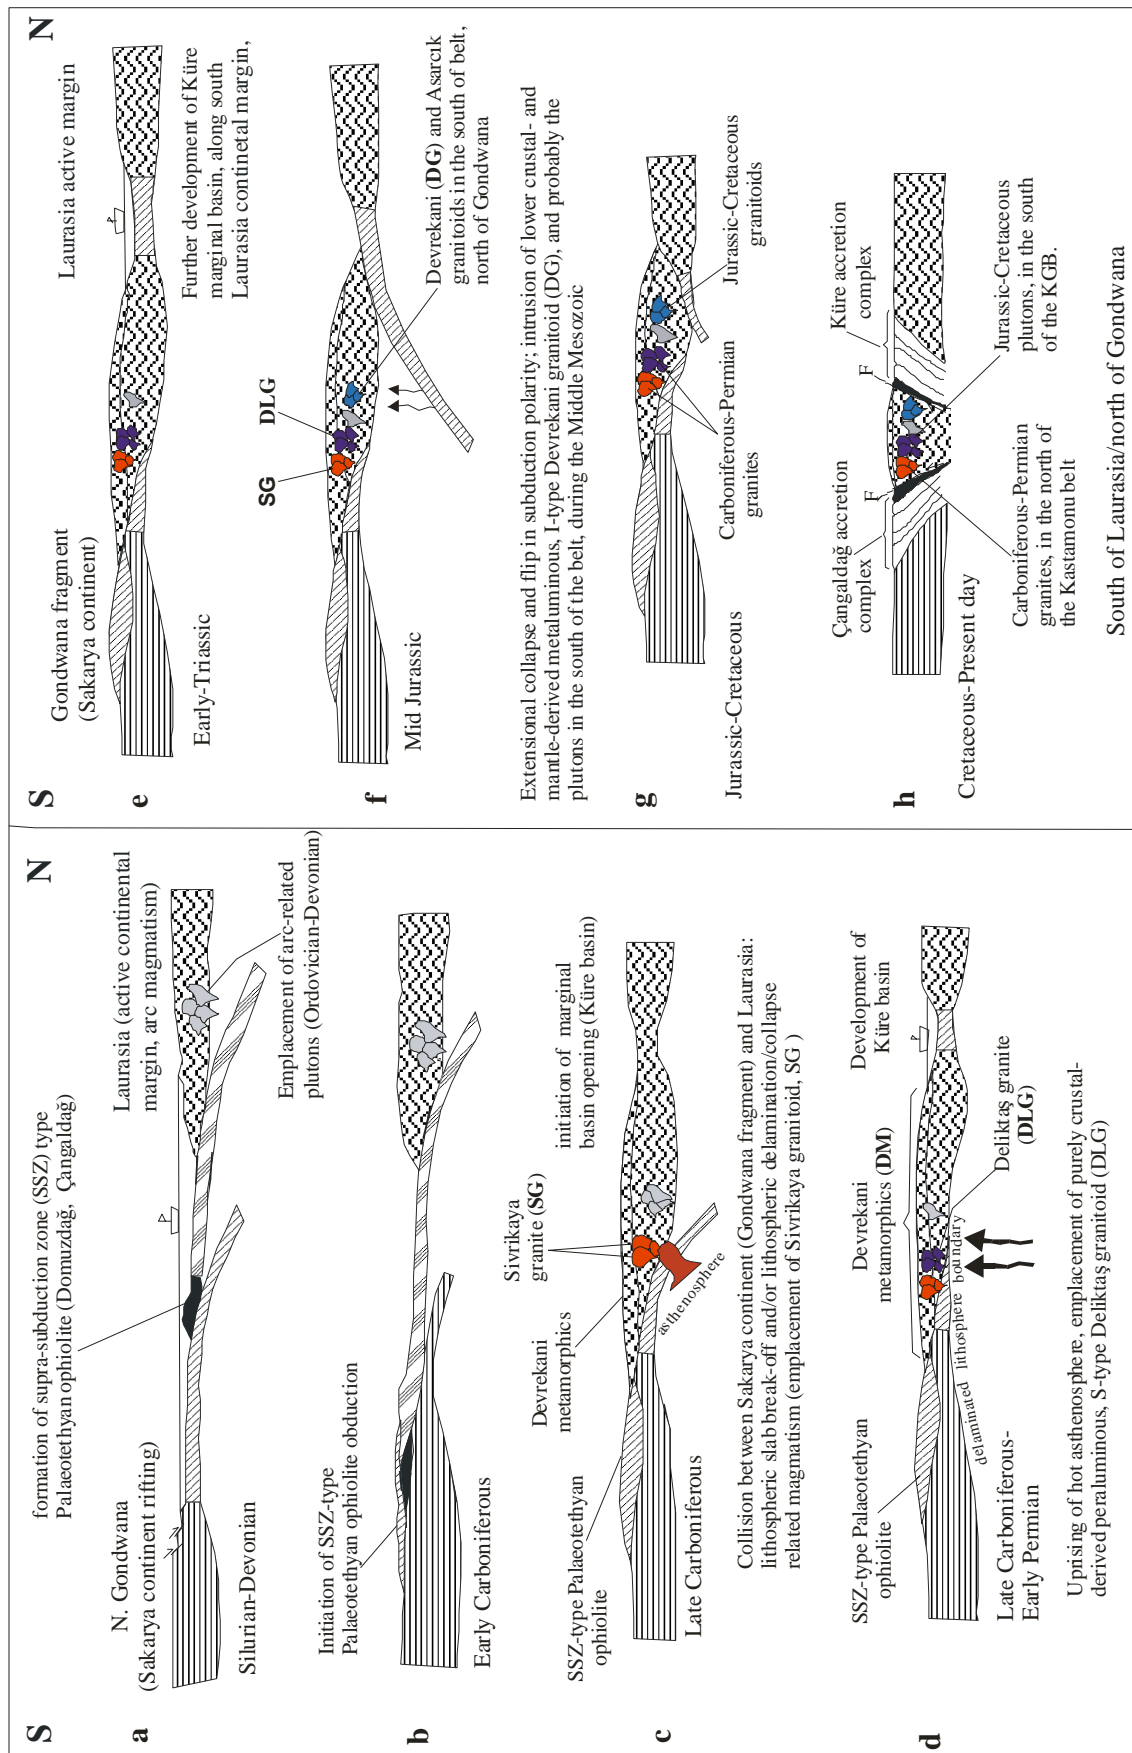 S
N
a
formation of supra-subduction zone (SSZ) type
Palaeotethyan ophiolite (Domuzdağ, Çangaldağ)
N. Gondwana
(Sakarya continent rifting)
Laurasia (active continental
margin, arc magmatism)
Emplacement of arc-related
plutons (Ordovician-Devonian)
Silurian-Devonian
b
Initiation of SSZ-type
Palaeotethyan ophiolite obduction
Early Carboniferous
c
SSZ-type Palaeotethyan
ophiolite
Devrekani
metamorphics
Sivrikaya
granite (SG)
initiation of marginal
basin opening (Küre basin)
asthenosphere
Late Carboniferous
Collision between Sakarya continent (Gondwana fragment) and Laurasia:
lithospheric slab break-off and/or lithospheric delamination/collapse
related magmatism (emplacement of Sivrikaya granitoid, SG)
d
SSZ-type Palaeotethyan
ophiolite
Devrekani
metamorphics (DM)
Development of
Küre basin
delaminated lithosphere boundary
Deliktaş granite
(DLG)
Late Carboniferous-
Early Permian
Uprising of hot asthenosphere, emplacement of purely crustal-
derived peraluminous, S-type Deliktaş granitoid (DLG)
S
N
e
Gondwana fragment
(Sakarya continent)
Laurasia active margin
Early-Triassic
Further development of Küre
marginal basin, along south
Laurasia continetal margin,
f
SG
DLG
Mid Jurassic
Devrekani (DG) and Asarcık
granitoids in the south of belt,
north of Gondwana
Extensional collapse and flip in subduction polarity; intrusion of lower crustal- and
mantle-derived metaluminous, I-type Devrekani granitoid (DG), and probably the
plutons in the south of the belt, during the Middle Mesozoic
g
Carboniferous-Permian
granites
Jurassic-Cretaceous
granitoids
Jurassic-Cretaceous
h
Çangaldağ accretion
complex
F
F
Küre accretion
complex
Cretaceous-Present day
Carboniferous-Permian
granites, in the north of
the Kastamonu belt
Jurassic-Cretaceous
plutons, in the south
of the KGB.
South of Laurasia/north of Gondwana